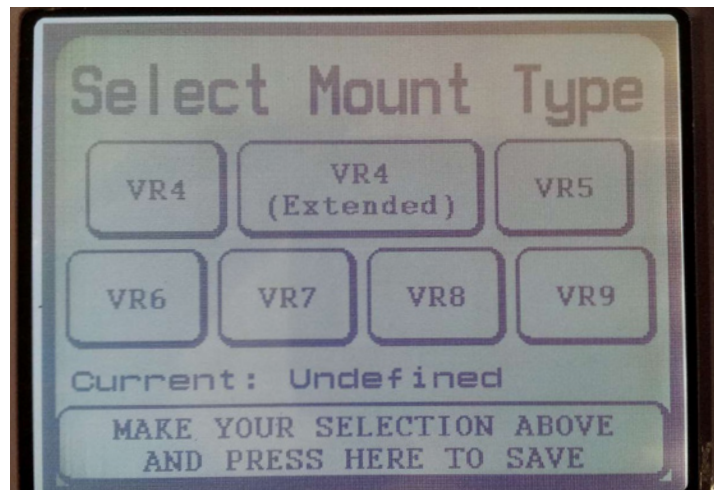 Select Mount Type
VR4
VR4
(Extended)
VR5
VR6
VR7
VR8
VR9
Current: Undefined
MAKE YOUR SELECTION ABOVE
AND PRESS HERE TO SAVE